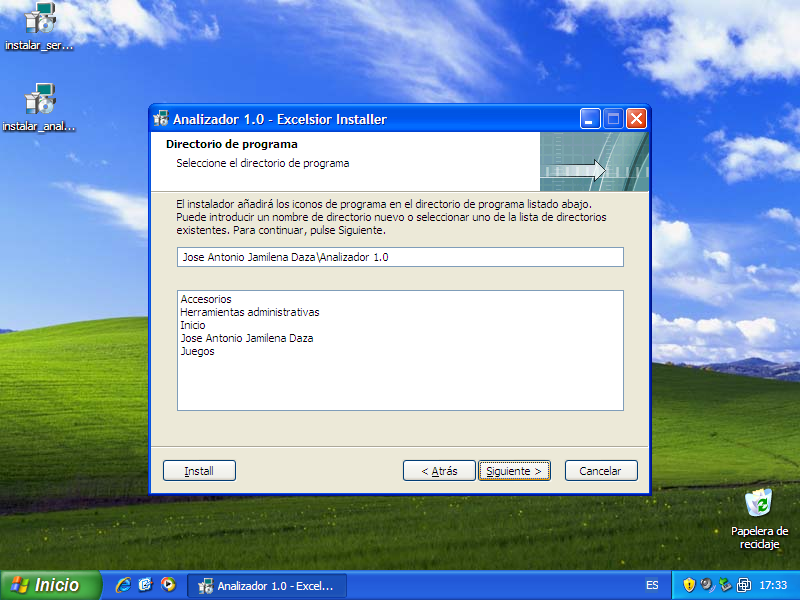 instalar_ser...
instalar_anal...
Analizador 1.0 - Excelsior Installer
Directorio de programa
Seleccione el directorio de programa
El instalador añadirá los iconos de programa en el directorio de programa listado abajo.
Puede introducir un nombre de directorio nuevo o seleccionar uno de la lista de directorios
existentes. Para continuar, pulse Siguiente.
Jose Antonio Jamilena Daza\Analizador 1.0
Accesorios
Herramientas administrativas
Inicio
Jose Antonio Jamilena Daza
Juegos
Install
< Atrás
Siguiente >
Cancelar
Papelera de
reciclaje
Inicio
Analizador 1.0 - Excel...
ES
17:33